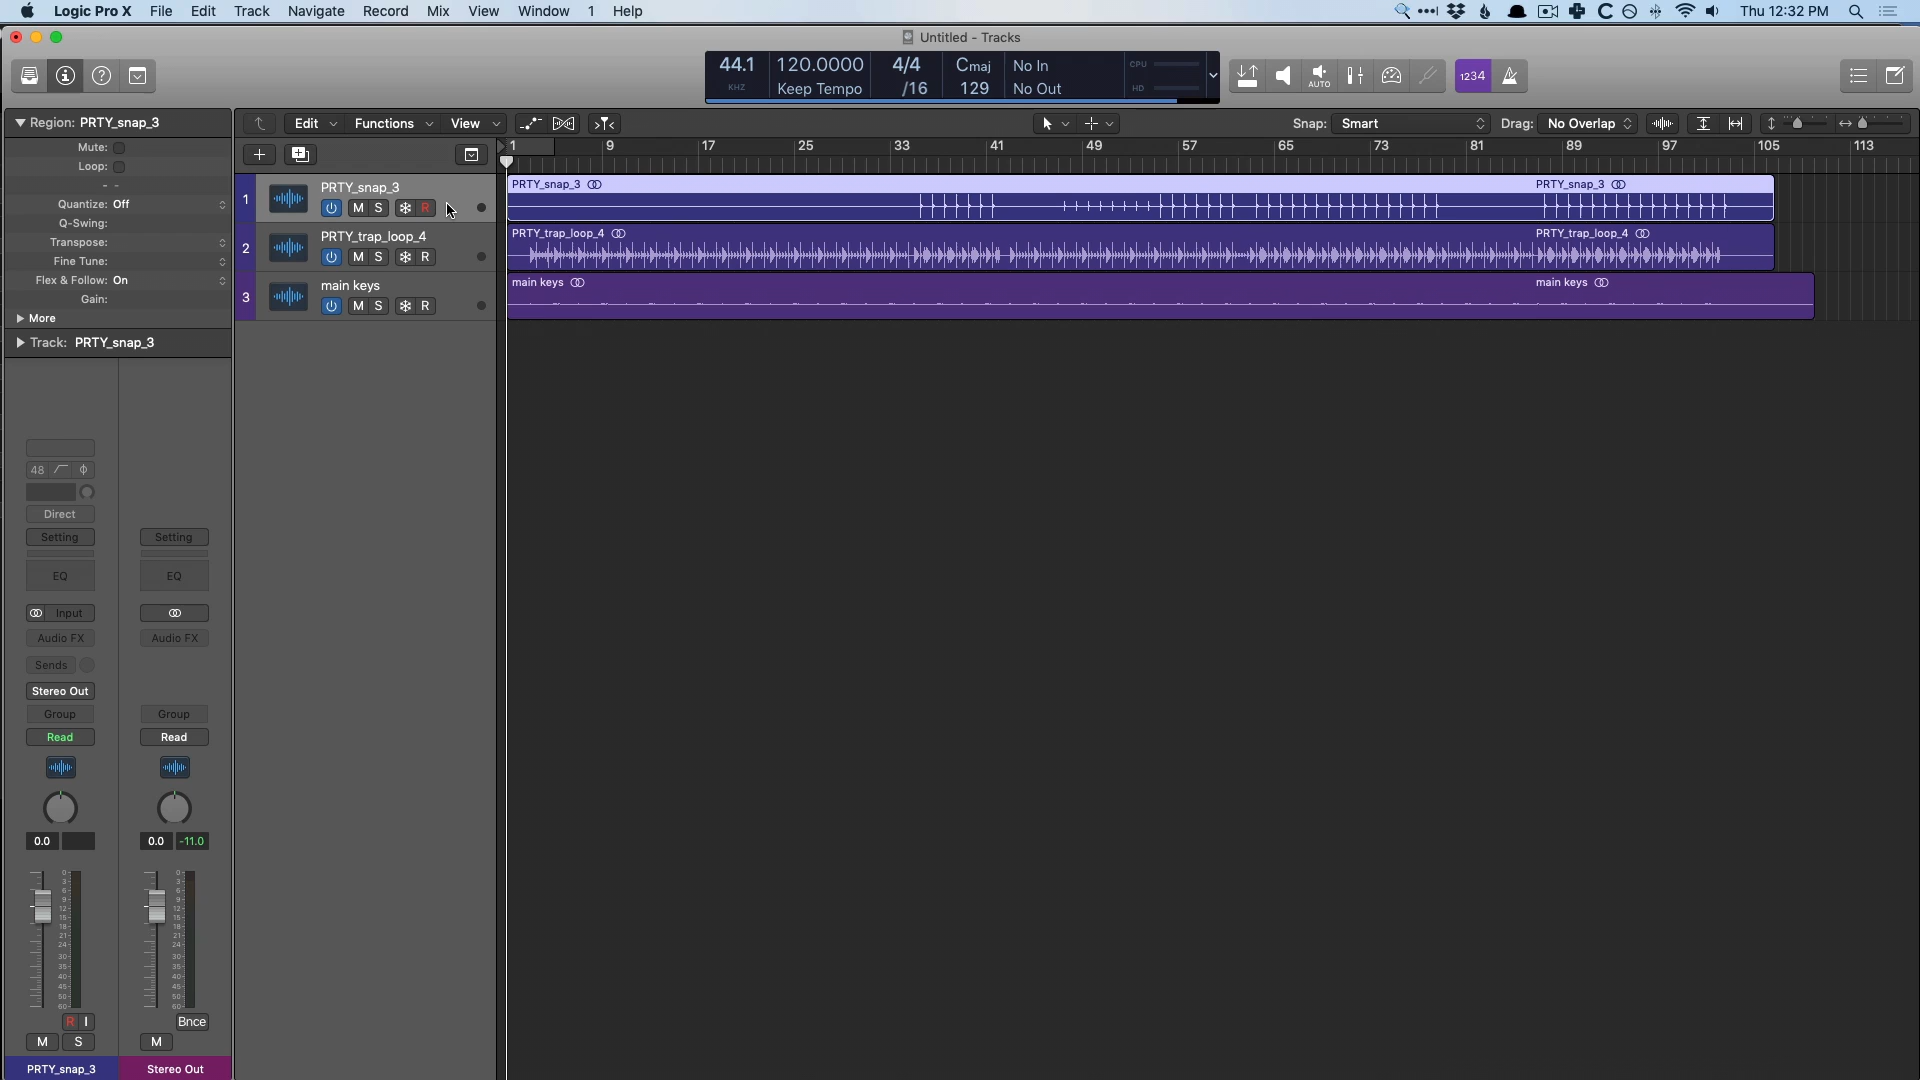 Logic Pro X File Edit Track Navigate Record Mix View Window 1 Help Thu 12:32 PM
Untitled - Tracks
44.1 120.0000 4/4 Cmaj No In CPU
KHZ Keep Tempo /16 129 No Out HD
AUTO 1234
Region: PRTY_snap_3 Edit Functions View Snap: Smart Drag: No Overlap
Mute: 1 9 17 25 33 41 49 57 65 73 81 89 97 105 113
Loop:
- -
Quantize: Off
Q-Swing:
Transpose:
Fine Tune:
Flex & Follow: On
Gain:
More
Track: PRTY_snap_3
1 PRTY_snap_3 PRTY_snap_3 PRTY_snap_3
M S R
2 PRTY_trap_loop_4 PRTY_trap_loop_4 PRTY_trap_loop_4
M S R
3 main keys main keys main keys
M S R
48
Direct
Setting Setting
EQ EQ
Input
Audio FX Audio FX
Sends
Stereo Out
Group Group
Read Read
0.0 0.0 -11.0
0 0
3 3
6 6
9 9
12 12
15 15
18 18
21 21
24 24
30 30
35 35
40 40
45 45
50 50
60 60
R I Bnce
M S M
PRTY_snap_3 Stereo Out